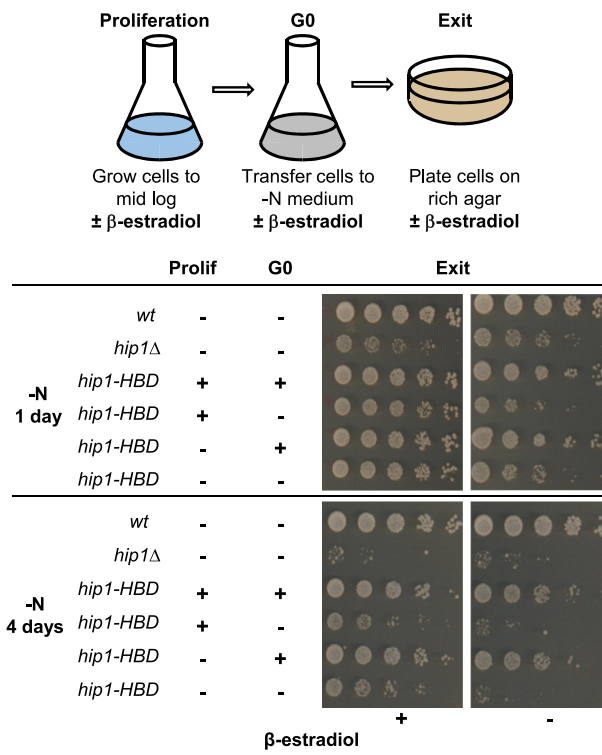 Proliferation G0 Exit
Grow cells to Transfer cells to Plate cells on
mid log -N medium rich agar
± β-estradiol ± β-estradiol ± β-estradiol
Prolif G0 Exit
wt - -
hip1Δ - -
hip1-HBD + +
-N
1 day
hip1-HBD + -
hip1-HBD - +
hip1-HBD - -
wt - -
hip1Δ - -
hip1-HBD + +
-N
4 days
hip1-HBD + -
hip1-HBD - +
hip1-HBD - -
+ -
β-estradiol